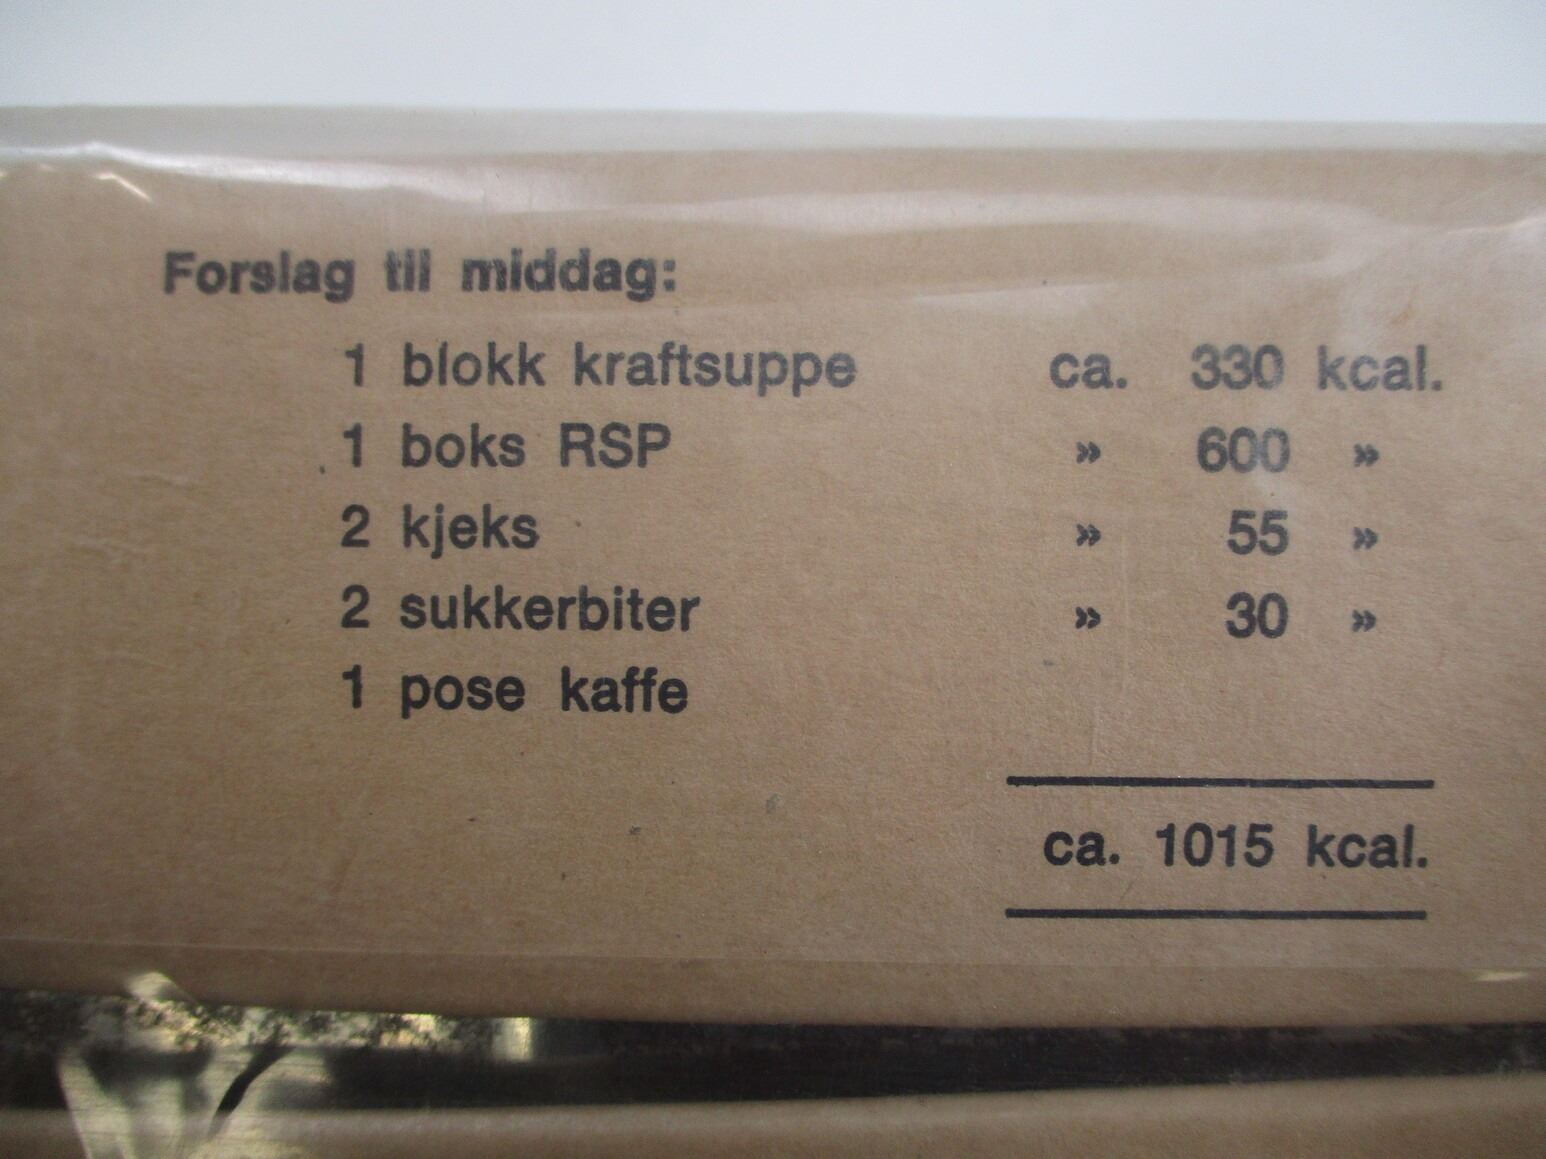 Forslag til middag:
1 blokk kraftsuppe ca. 330 kcal.
1 boks RSP » 600 »
2 kjeks » 55 »
2 sukkerbiter » 30 »
1 pose kaffe
ca. 1015 kcal.